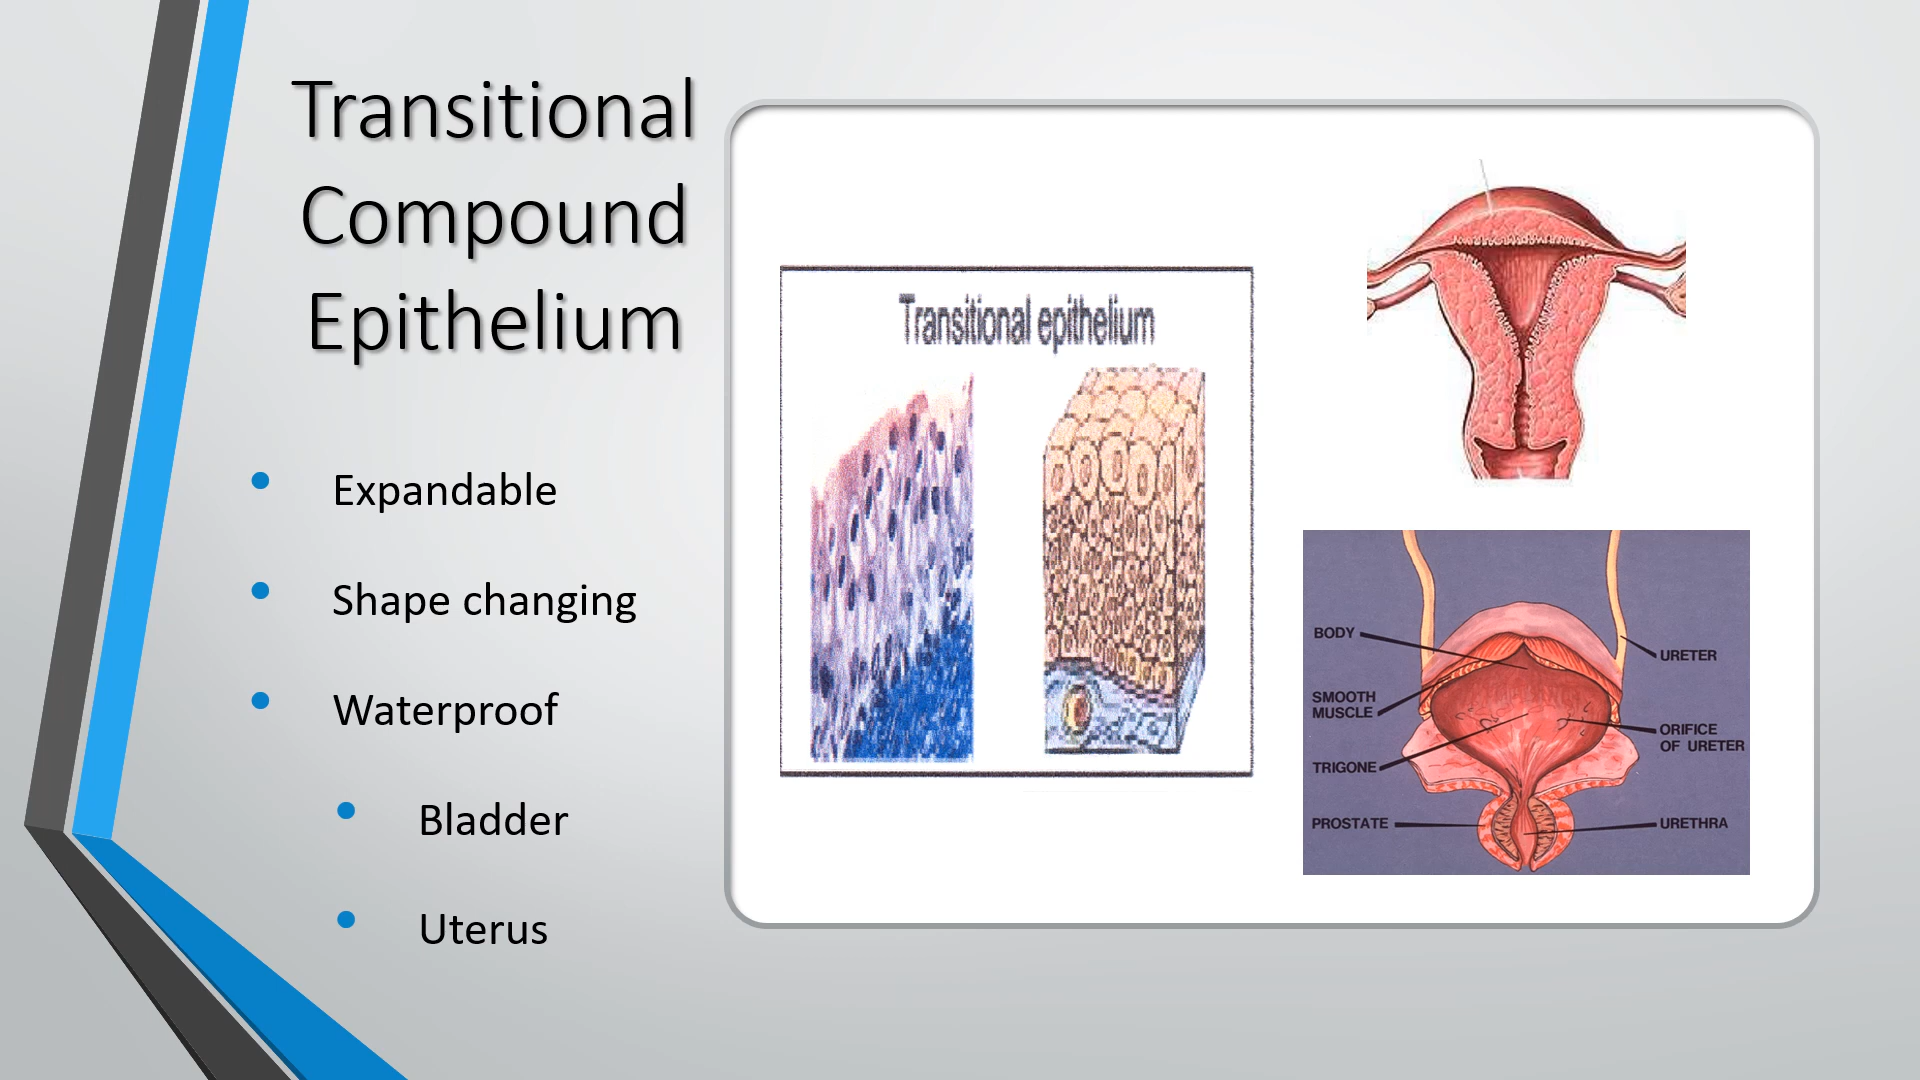 Transitional
Compound
Epithelium
• Expandable
• Shape changing
• Waterproof
• Bladder
• Uterus
Transitional epithelium
BODY
SMOOTH
MUSCLE
TRIGONE
PROSTATE
URETER
ORIFICE
OF URETER
URETHRA